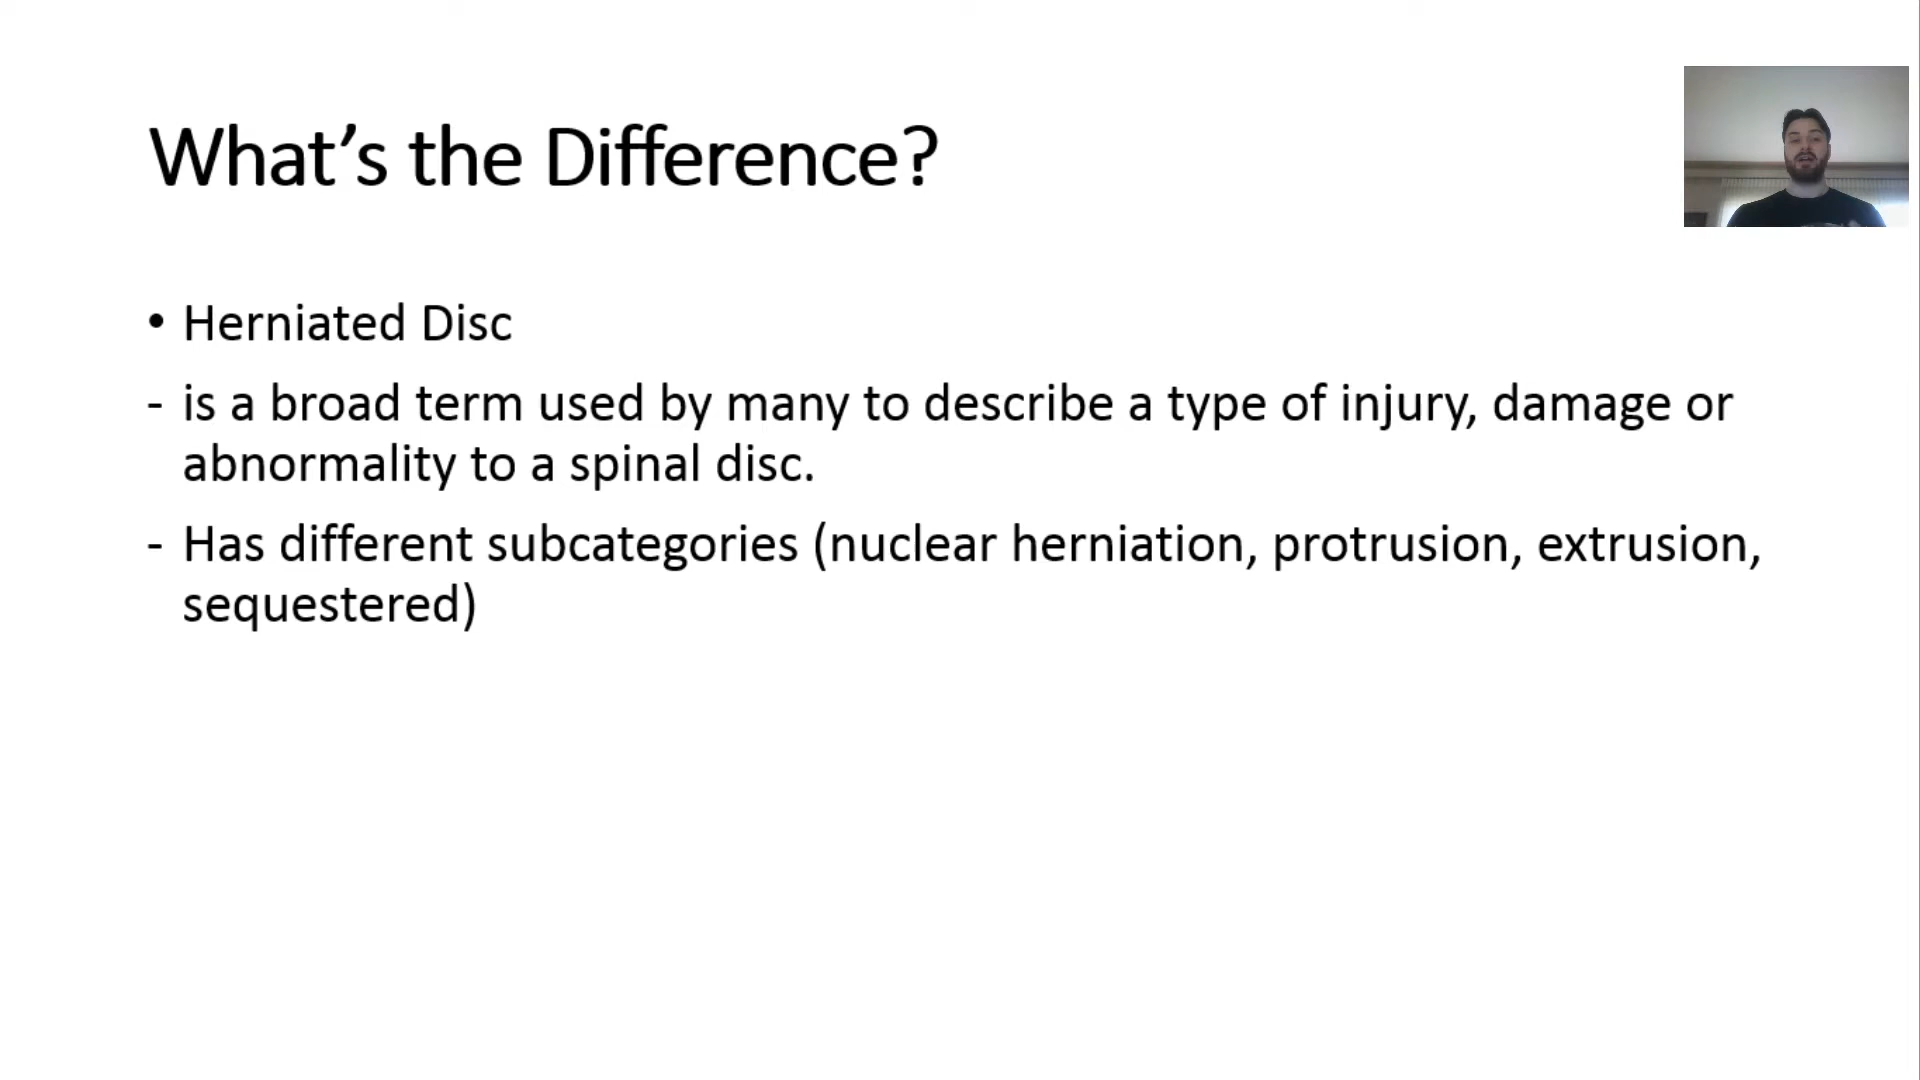 What’s the Difference?
• Herniated Disc
- is a broad term used by many to describe a type of injury, damage or
abnormality to a spinal disc.
- Has different subcategories (nuclear herniation, protrusion, extrusion,
sequestered)